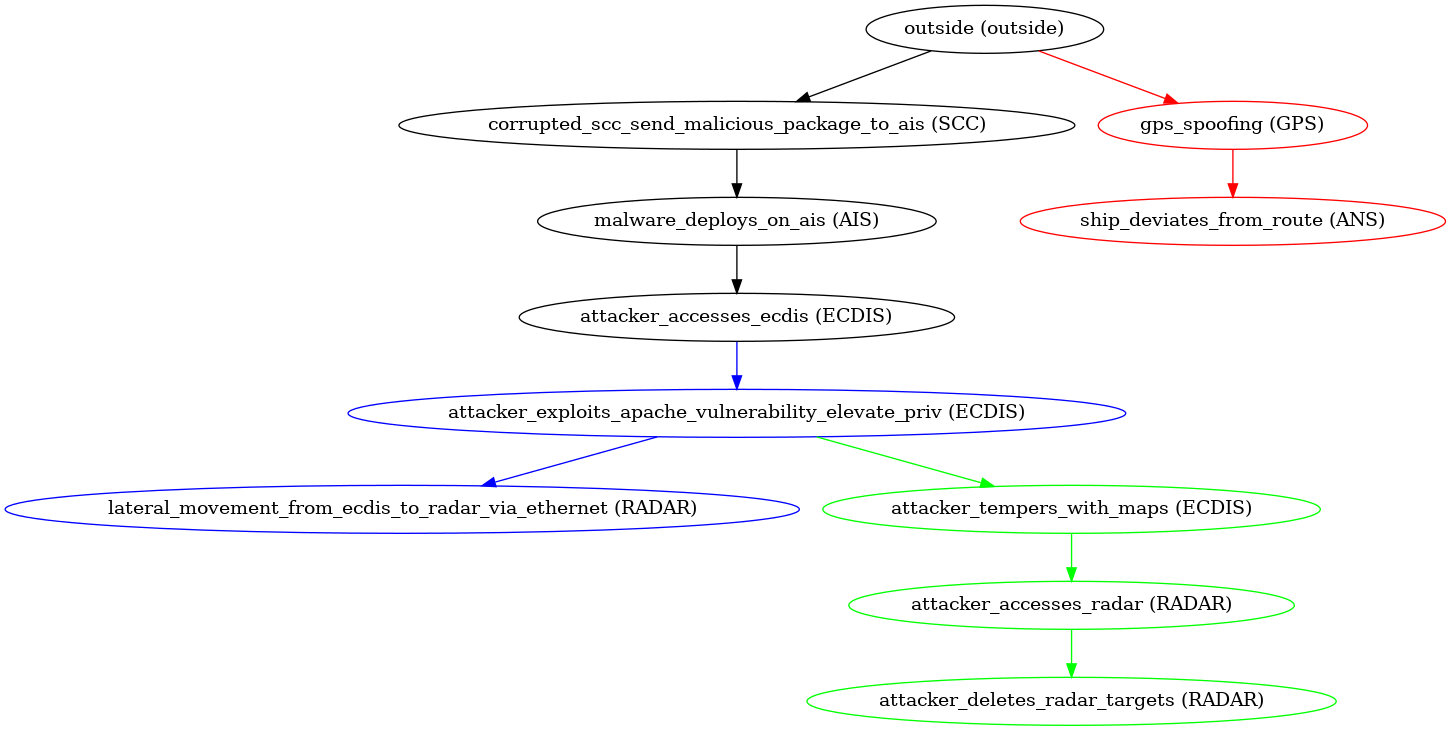 outside (outside)
corrupted_scc_send_malicious_package_to_ais (SCC)
gps_spoofing (GPS)
malware_deploys_on_ais (AIS)
ship_deviates_from_route (ANS)
attacker_accesses_ecdis (ECDIS)
attacker_exploits_apache_vulnerability_elevate_priv (ECDIS)
lateral_movement_from_ecdis_to_radar_via_ethernet (RADAR)
attacker_tempers_with_maps (ECDIS)
attacker_accesses_radar (RADAR)
attacker_deletes_radar_targets (RADAR)